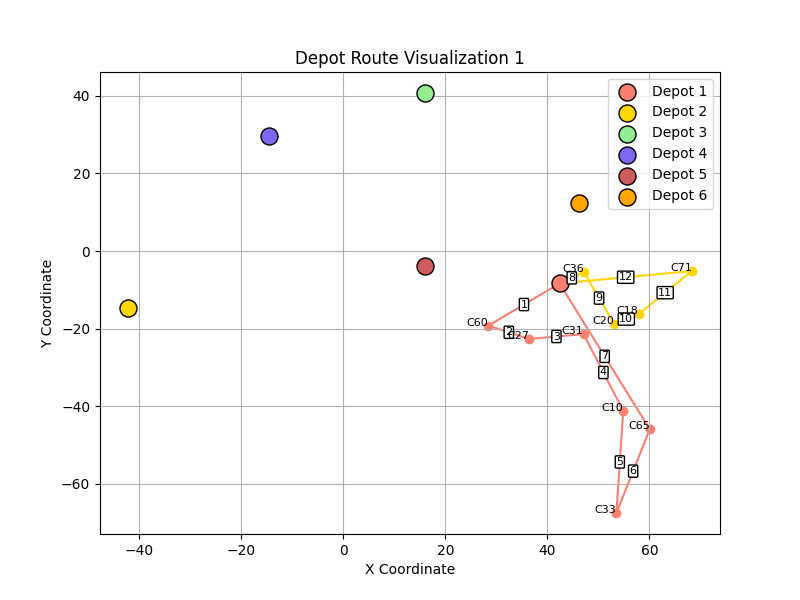 Depot Route Visualization 1
Depot 1
Depot 2
Depot 3
Depot 4
Depot 5
Depot 6
40
20
0
−20
−40
−60
Y Coordinate
C36
C71
8
12
9
11
1
C18
10
C20
C60
2
C27
3
C31
7
4
C10
C65
5
6
C33
−40
−20
0
20
40
60
X Coordinate